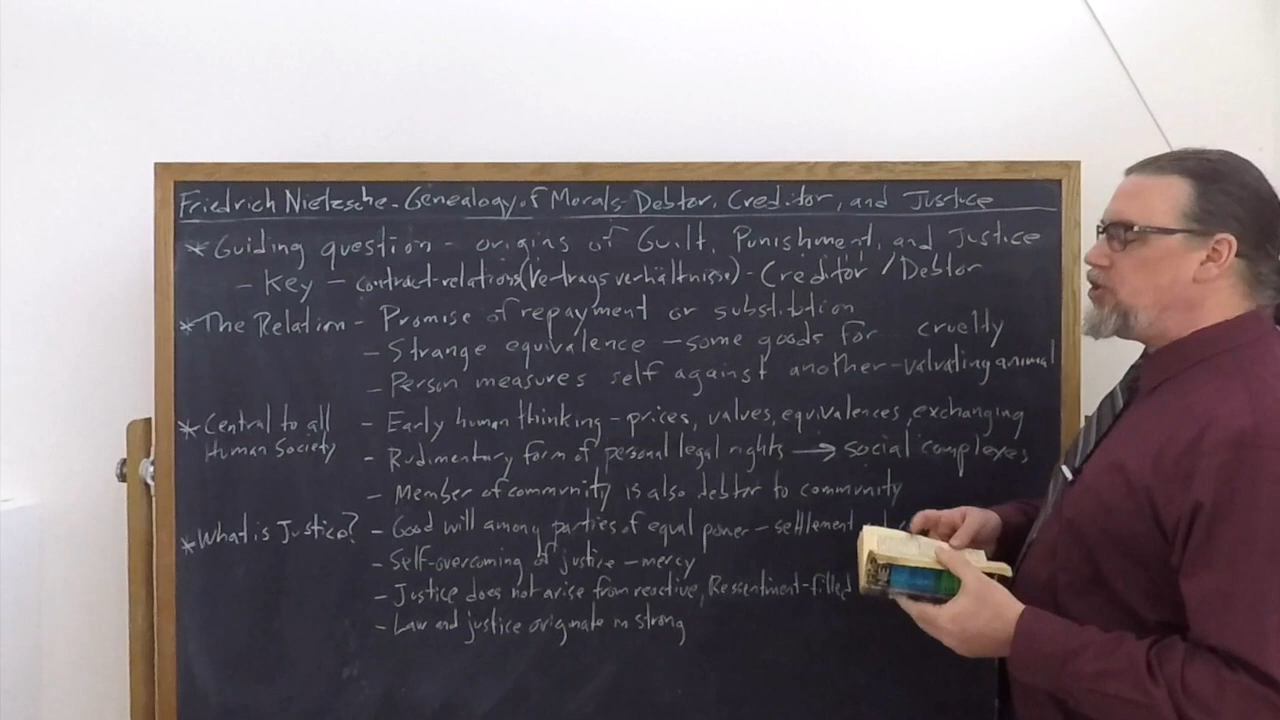 Friedrich Nietzsche - Genealogy of Morals - Debtor, Creditor, and Justice
* Guiding question - origins of Guilt, Punishment, and Justice
- Key - contract-relations (Vertragsverhältnisse) - Creditor / Debtor
* The Relation - Promise of repayment or substitution
- Strange equivalence - some goods for cruelty
- Person measures self against another - valuating animal
* Central to all Human Society - Early human thinking - prices, values, equivalences, exchanging
- Rudimentary form of personal legal rights → social complexes
- Member of community is also debtor to community
* What is Justice? - Good will among parties of equal power - settlement
- Self-overcoming of justice - mercy
- Justice does not arise from reactive, Ressentiment-filled
- Law and justice originate in strong